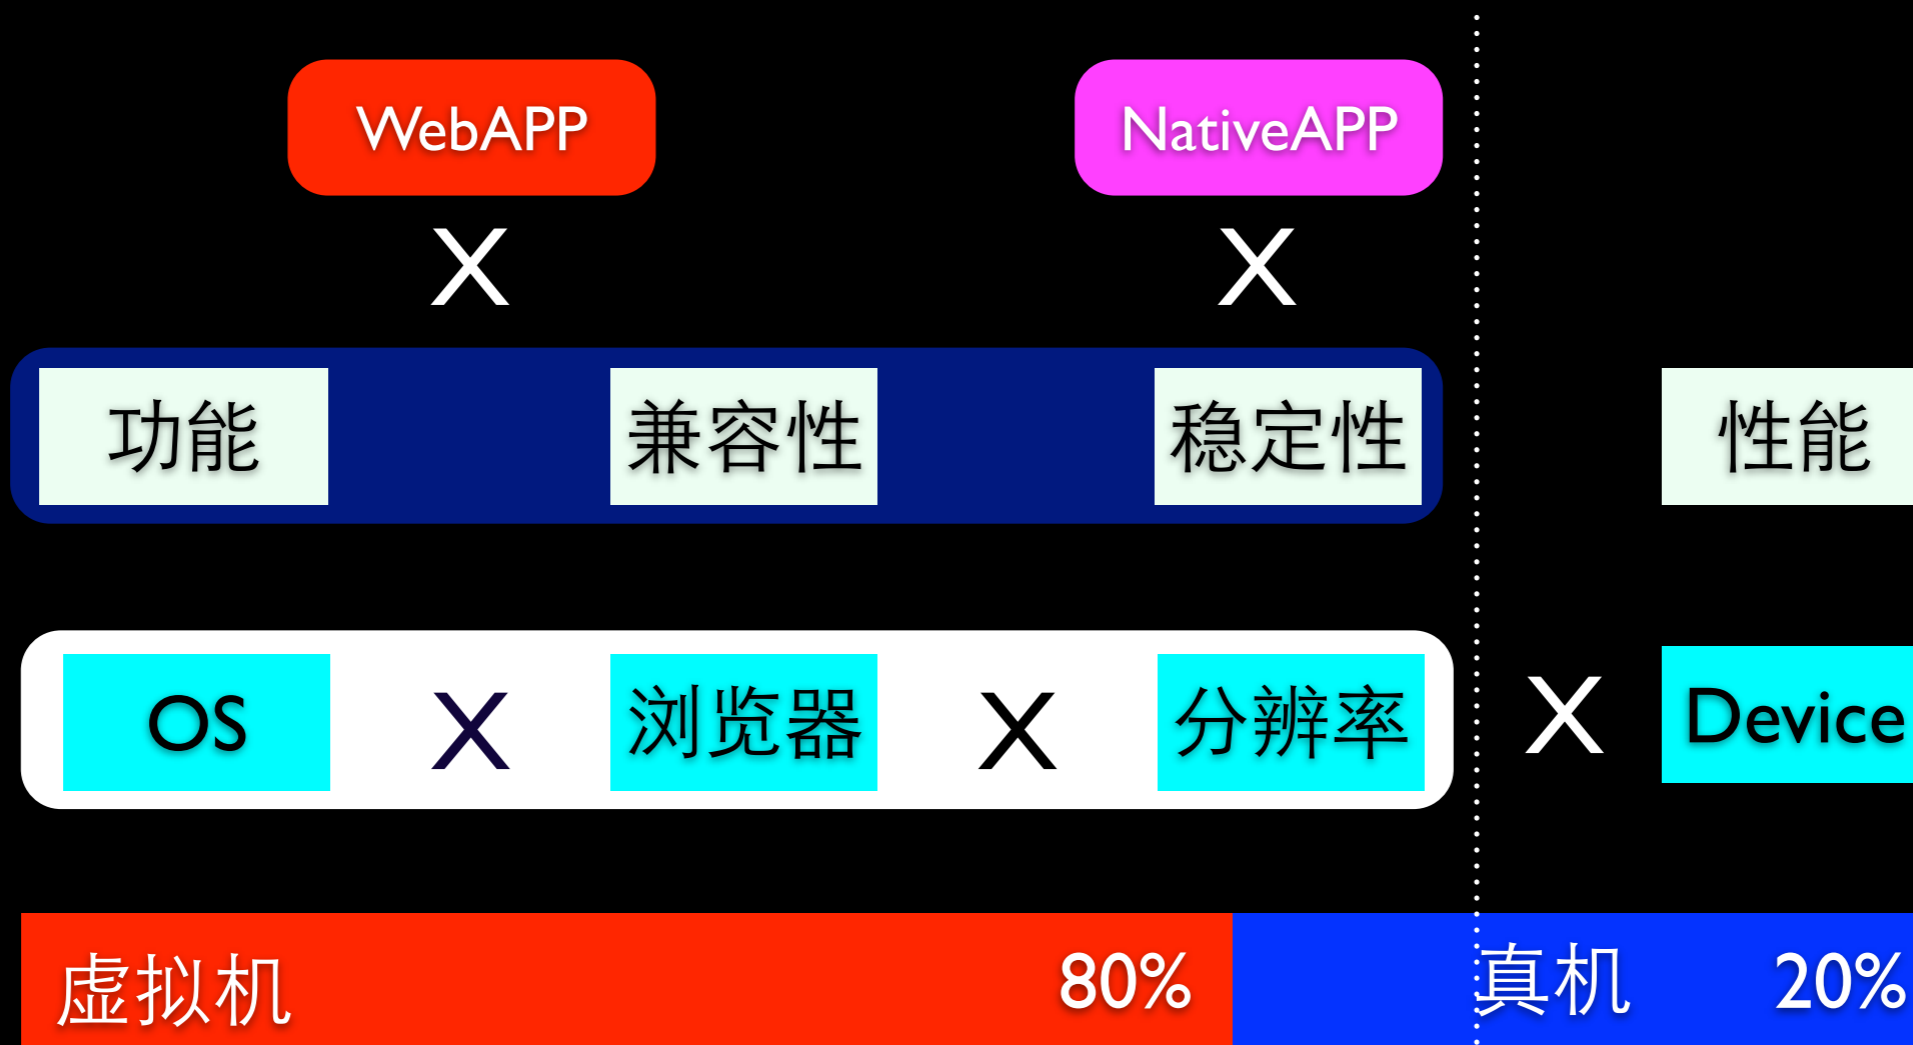 WebAPP NativeAPP
X X
功能 兼容性 稳定性 性能
OS X 浏览器 X 分辨率 X Device
虚拟机 80% 真机 20%